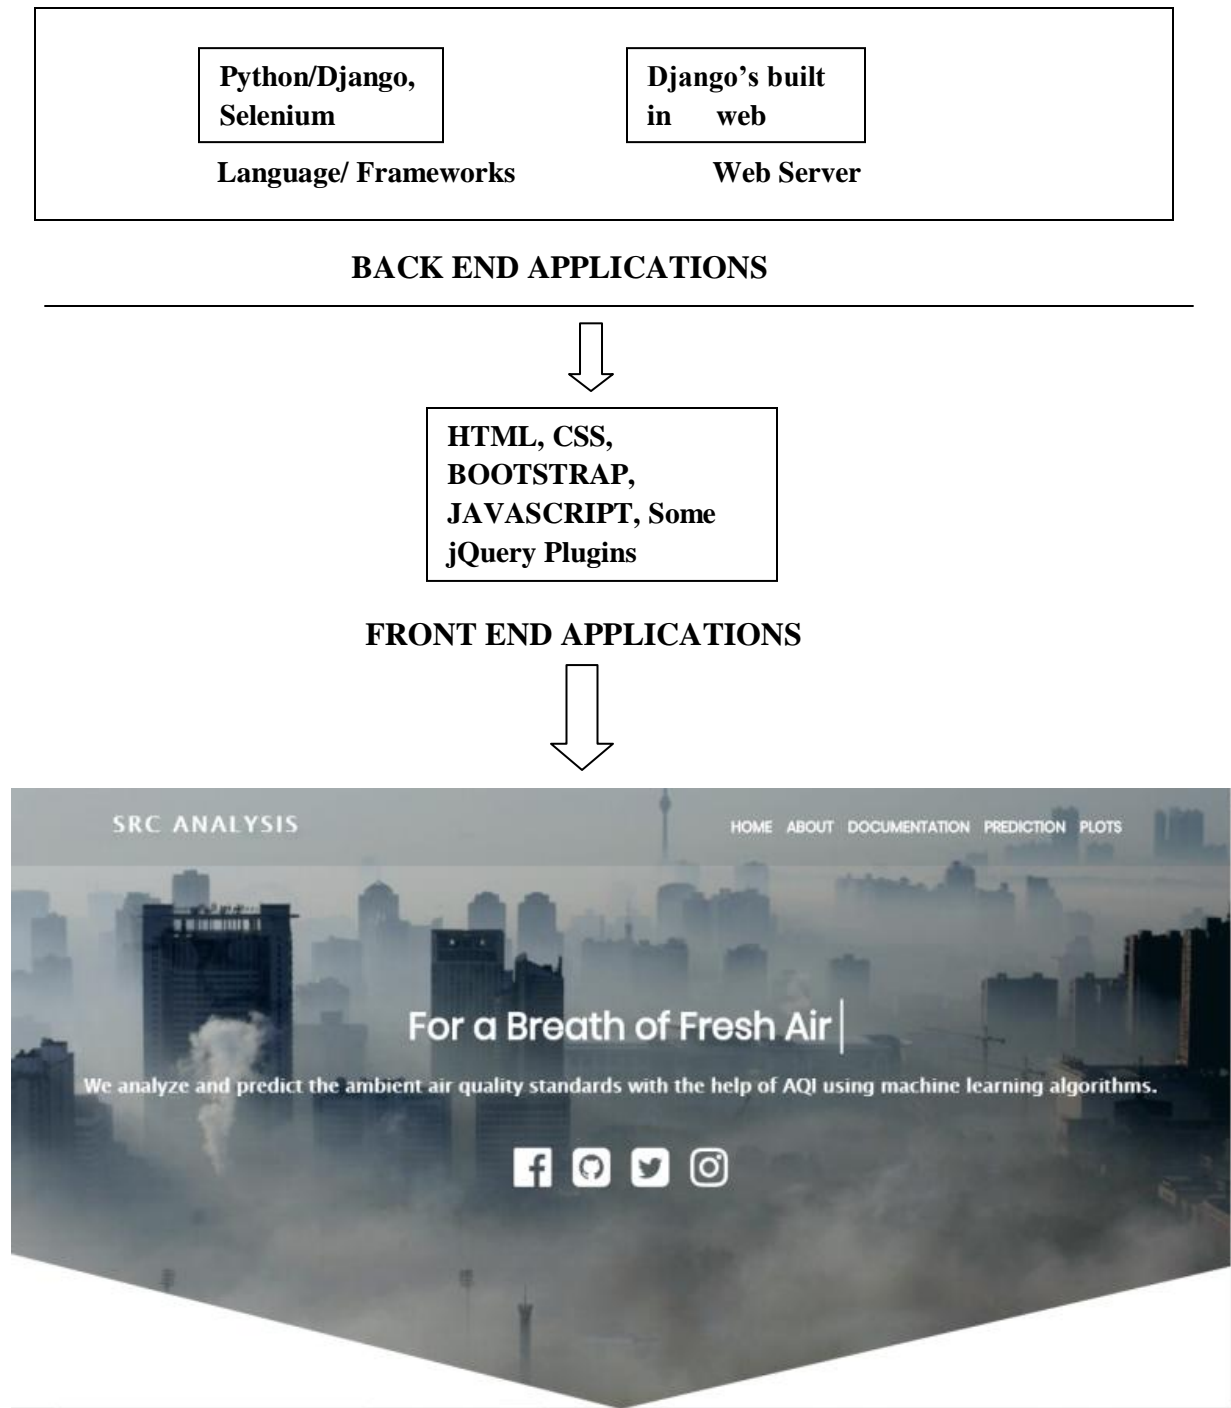 Python/Django,
Selenium
Django’s built
in web
Language/ Frameworks
Web Server
BACK END APPLICATIONS
HTML, CSS,
BOOTSTRAP,
JAVASCRIPT, Some
jQuery Plugins
FRONT END APPLICATIONS
SRC ANALYSIS
HOME ABOUT DOCUMENTATION PREDICTION PLOTS
For a Breath of Fresh Air
We analyze and predict the ambient air quality standards with the help of AQI using machine learning algorithms.